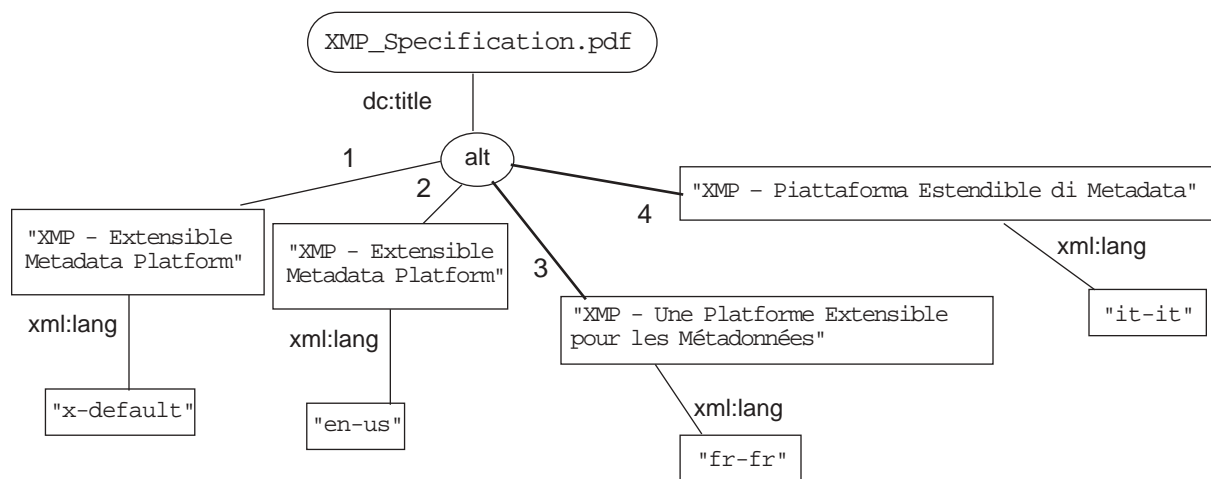 XMP_Specification.pdf
dc:title
alt
1
2
3
4
"XMP – Extensible
Metadata Platform"
xml:lang
"x-default"
"XMP – Extensible
Metadata Platform"
xml:lang
"en-us"
"XMP – Une Platforme Extensible
pour les Métadonnées"
xml:lang
"fr-fr"
"XMP – Piattaforma Estendible di Metadata"
xml:lang
"it-it"